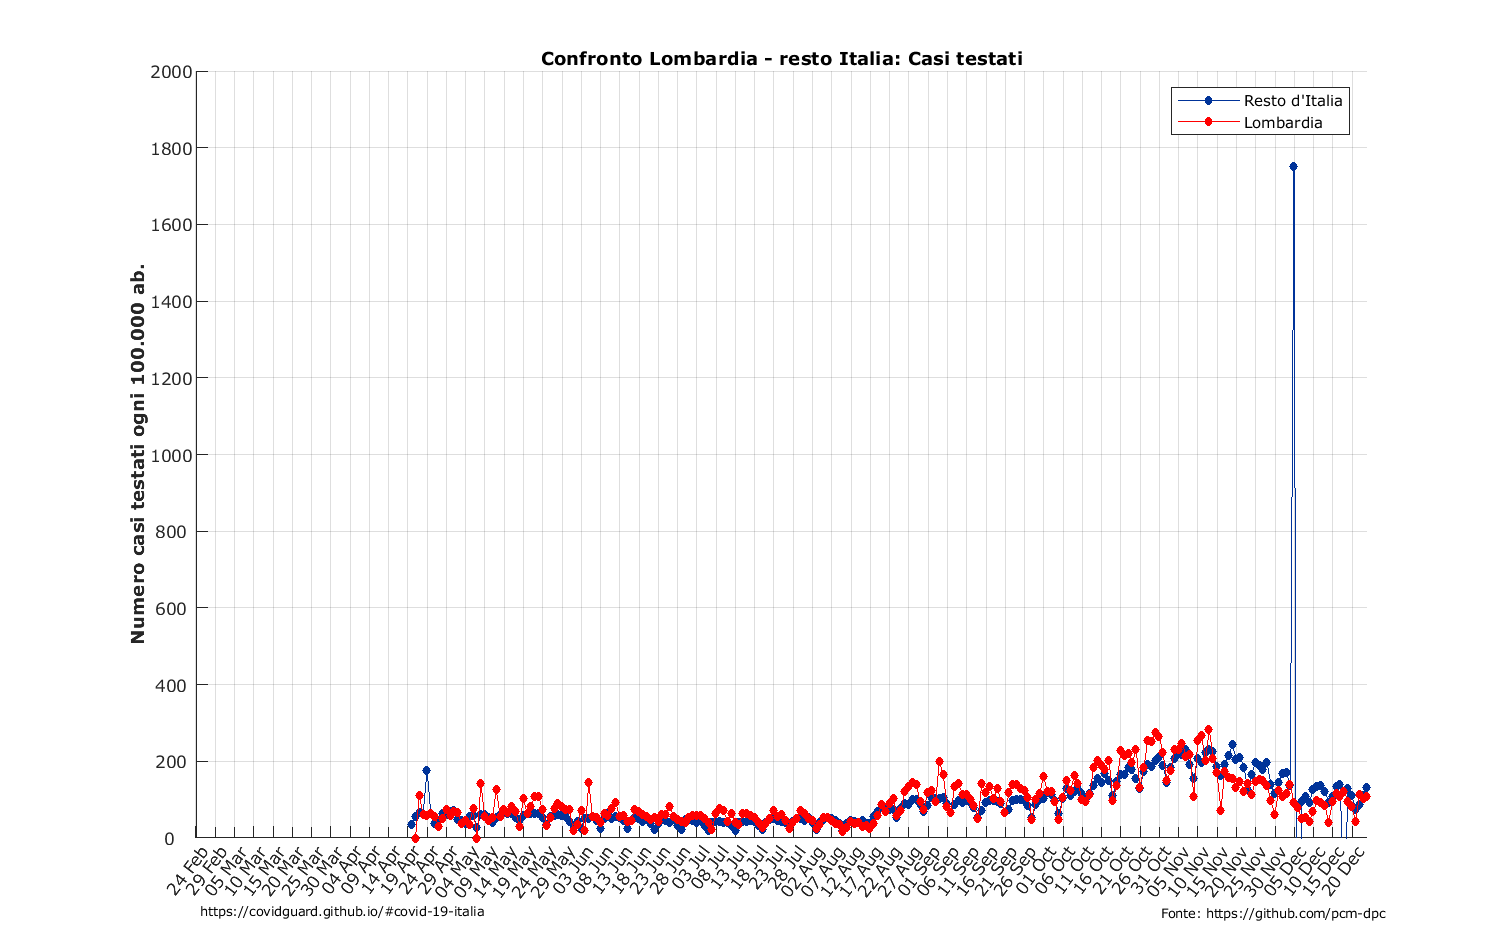 Confronto Lombardia - resto Italia: Casi testati
Resto d'Italia
Lombardia
Numero casi testati ogni 100.000 ab.
2000
1800
1600
1400
1200
1000
800
600
400
200
0
24 Feb
29 Feb
05 Mar
10 Mar
15 Mar
20 Mar
25 Mar
30 Mar
04 Apr
09 Apr
14 Apr
19 Apr
24 Apr
29 Apr
04 May
09 May
14 May
19 May
24 May
29 May
03 Jun
08 Jun
13 Jun
18 Jun
23 Jun
28 Jun
03 Jul
08 Jul
13 Jul
18 Jul
23 Jul
28 Jul
02 Aug
07 Aug
12 Aug
17 Aug
22 Aug
27 Aug
01 Sep
06 Sep
11 Sep
16 Sep
21 Sep
26 Sep
01 Oct
06 Oct
11 Oct
16 Oct
21 Oct
26 Oct
31 Oct
05 Nov
10 Nov
15 Nov
20 Nov
25 Nov
30 Nov
05 Dec
10 Dec
15 Dec
20 Dec
https://covidguard.github.io/#covid-19-italia
Fonte: https://github.com/pcm-dpc